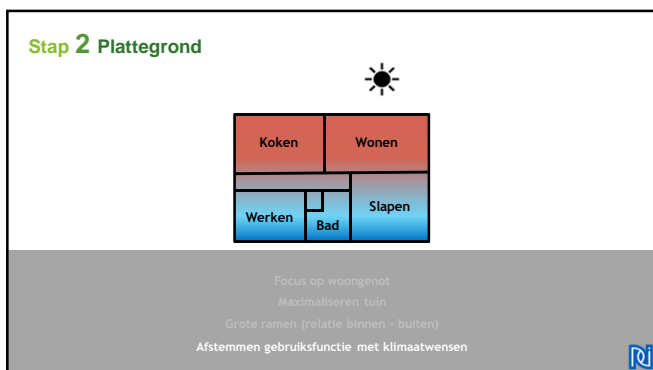 Stap 2 Plattegrond
Koken Wonen
Werken Bad Slapen
Focus op woongenot
Maximaliseren tuin
Grote ramen (relatie binnen - buiten)
Afstemmen gebruiksfunctie met klimaatwensen